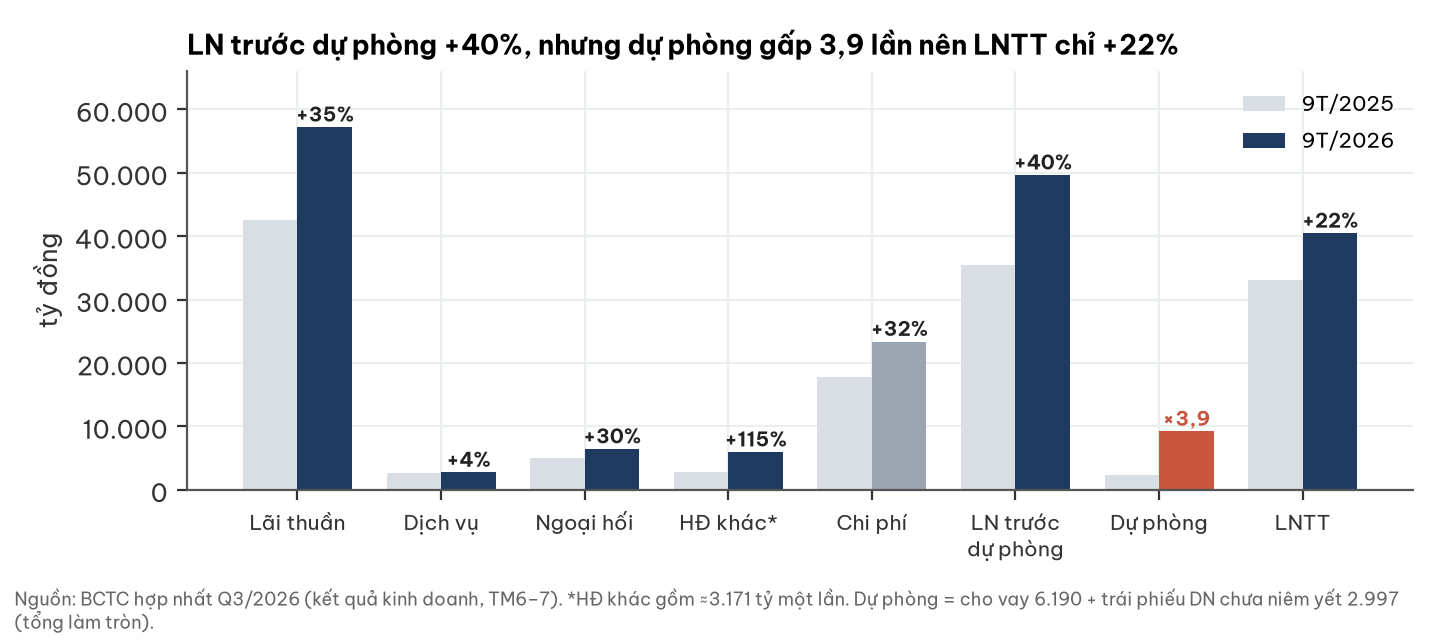 LN trước dự phòng +40%, nhưng dự phòng gấp 3,9 lần nên LNTT chỉ +22%
9T/2025
9T/2026
tỷ đồng
60.000
50.000
40.000
30.000
20.000
10.000
0
+35%
+4%
+30%
+115%
+32%
+40%
×3,9
+22%
Lãi thuần
Dịch vụ
Ngoại hối
HĐ khác*
Chi phí
LN trước
dự phòng
Dự phòng
LNTT
Nguồn: BCTC hợp nhất Q3/2026 (kết quả kinh doanh, TM6–7). *HĐ khác gồm ≈3.171 tỷ một lần. Dự phòng = cho vay 6.190 + trái phiếu DN chưa niêm yết 2.997
(tổng làm tròn).